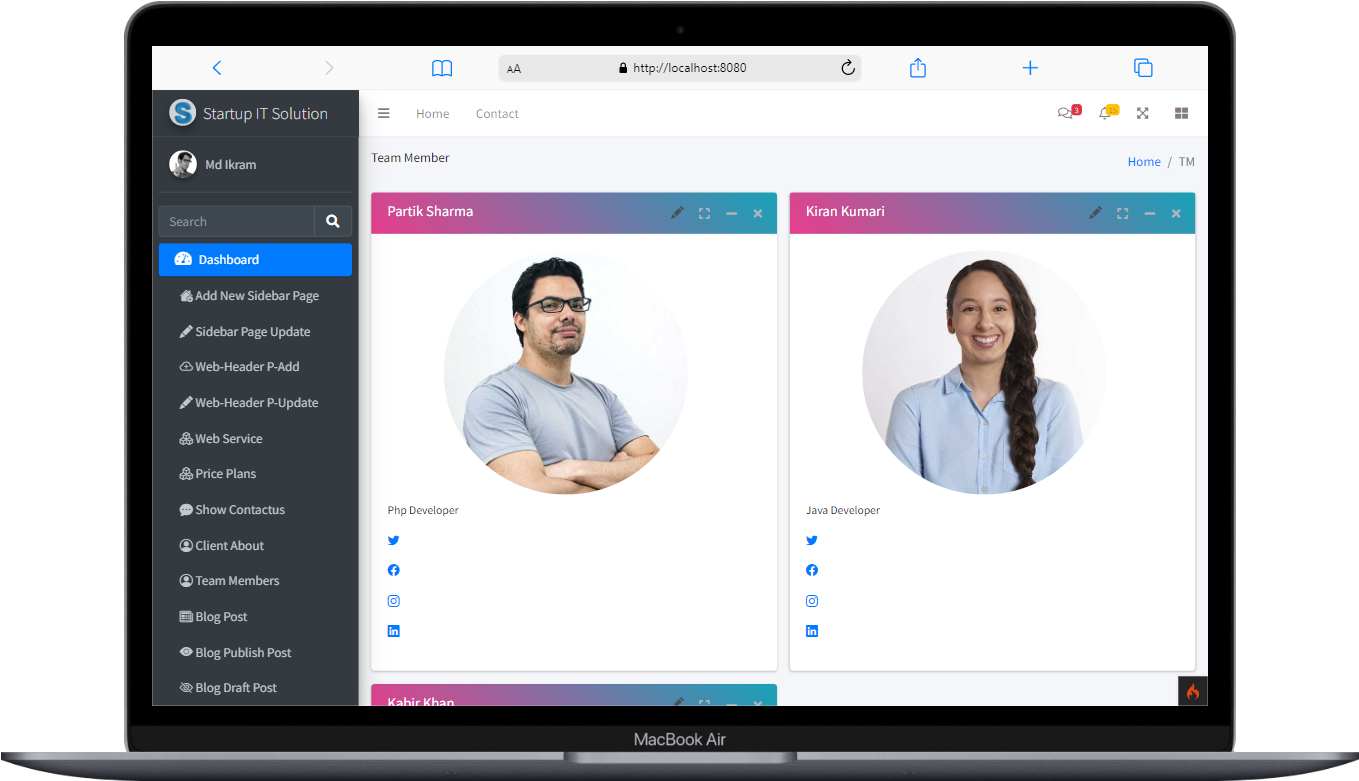 AA
http://localhost:8080
Startup IT Solution
Home
Contact
3
Md Ikram
Team Member
Home / TM
Search
Partik Sharma
Kiran Kumari
Dashboard
Add New Sidebar Page
Sidebar Page Update
Web-Header P-Add
Web-Header P-Update
Web Service
Price Plans
Show Contactus
Client About
Team Members
Blog Post
Blog Publish Post
Blog Draft Post
Php Developer
Java Developer
Kabir Khan
MacBook Air